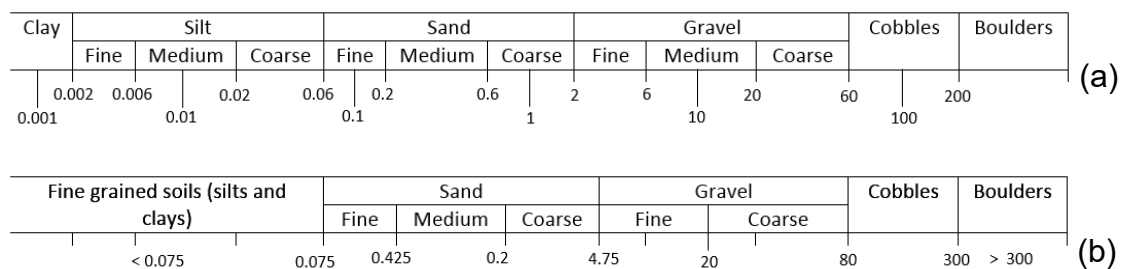 Clay Silt Sand Gravel Cobbles Boulders
Fine Medium Coarse Fine Medium Coarse Fine Medium Coarse
0.002 0.006 0.02 0.06 0.2 0.6 2 6 20 60 200 (a)
0.001 0.01 0.1 1 10 100
Fine grained soils (silts and Sand Gravel Cobbles Boulders
clays) Fine Medium Coarse Fine Coarse
< 0.075 0.075 0.425 0.2 4.75 20 80 300 > 300 (b)